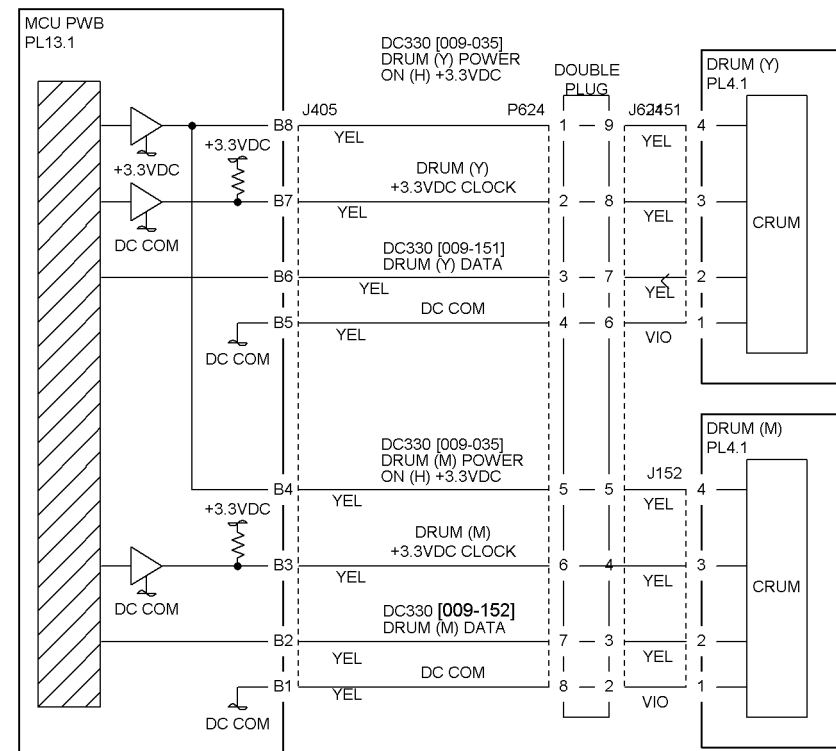 MCU PWB
PL13.1
DC330 [009-035]
DRUM (Y) POWER
ON (H) +3.3VDC
DOUBLE
PLUG
DRUM (Y)
PL4.1
B8 J405 P624 1 9 J151 4
YEL YEL
+3.3VDC
+3.3VDC
DRUM (Y)
+3.3VDC CLOCK
B7 2 8 3
YEL YEL
CRUM
DC COM
DC330 [009-151]
DRUM (Y) DATA
B6 3 7 2
YEL YEL
DC COM
B5 4 6 1
YEL VIO
DC COM
DRUM (M)
PL4.1
DC330 [009-035]
DRUM (M) POWER
ON (H) +3.3VDC
J152
B4 5 5 4
YEL YEL
+3.3VDC
DRUM (M)
+3.3VDC CLOCK
B3 6 4 3
YEL YEL
CRUM
DC COM
DC330 [009-152]
DRUM (M) DATA
B2 7 3 2
YEL YEL
DC COM
B1 8 2 1
YEL VIO
DC COM